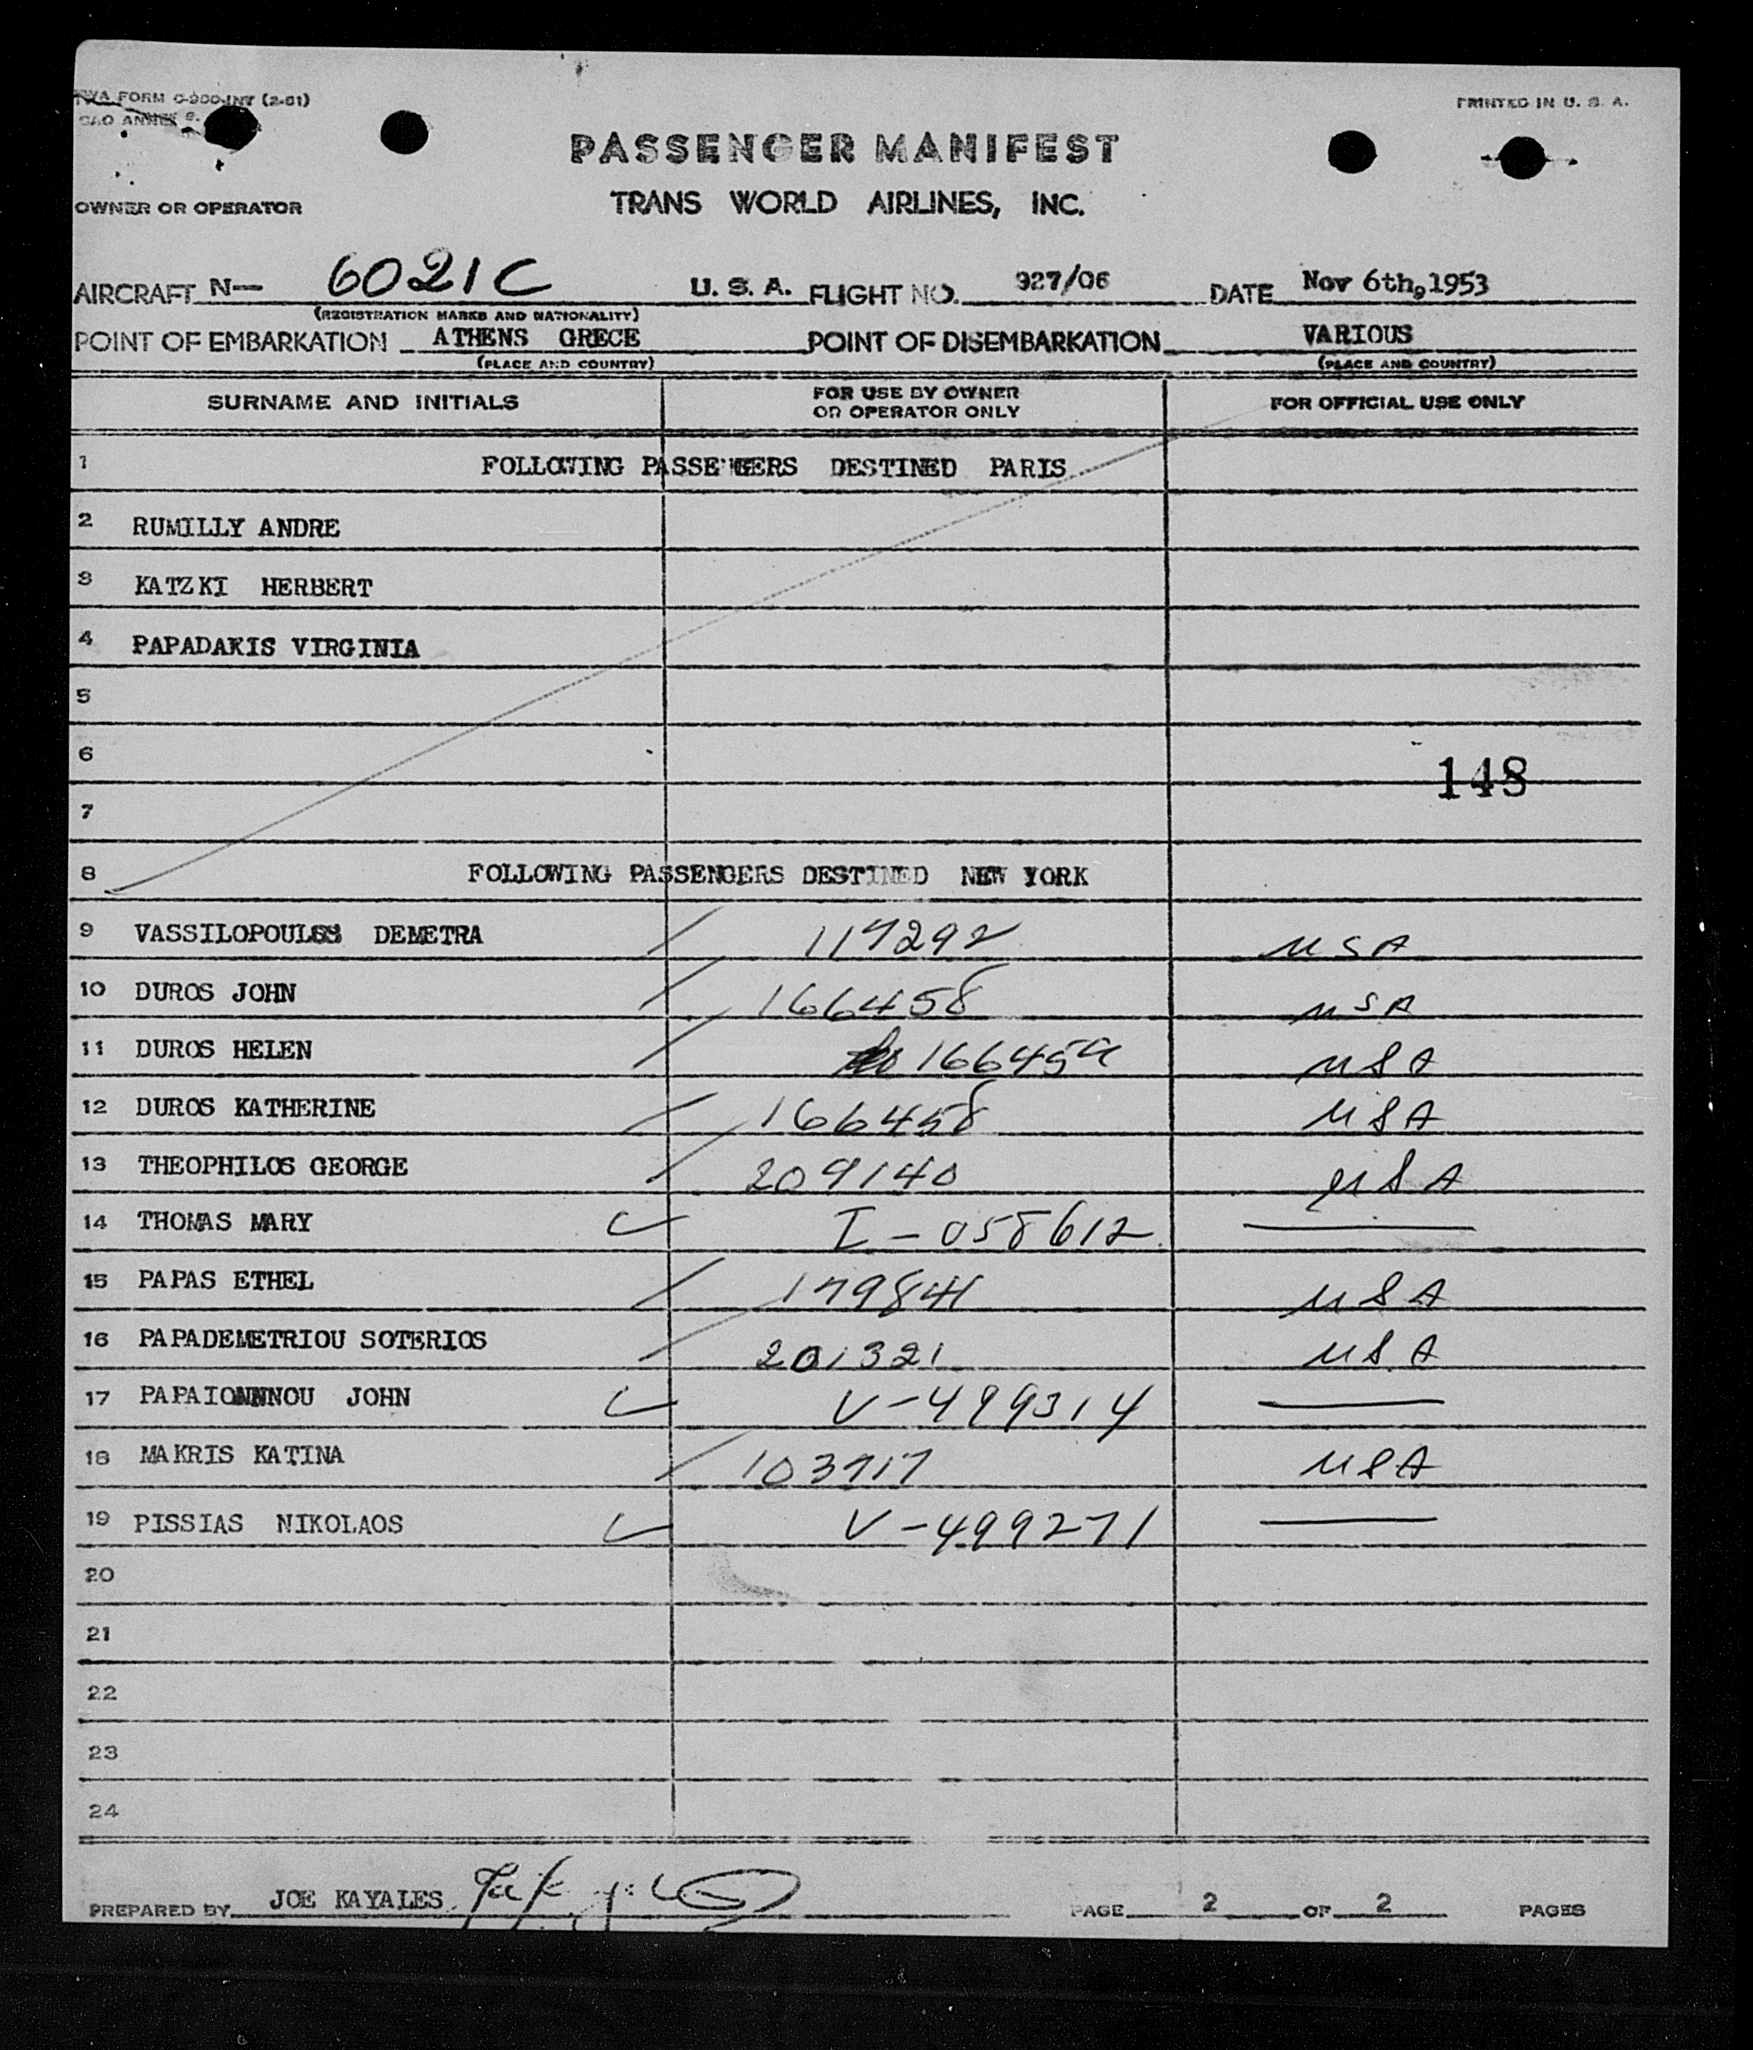 TWA FORM C-900-INT (2-51)
PRINTED IN U. S. A.
PASSENGER MANIFEST
OWNER OR OPERATOR TRANS WORLD AIRLINES, INC.
AIRCRAFT N— 6021C U. S. A. FLIGHT NO. 927/06 DATE Nov 6th, 1953
(REGISTRATION MARKS AND NATIONALITY)
POINT OF EMBARKATION ATHENS GRECE POINT OF DISEMBARKATION VARIOUS
(PLACE AND COUNTRY) (PLACE AND COUNTRY)
SURNAME AND INITIALS FOR USE BY OWNER OR OPERATOR ONLY FOR OFFICIAL USE ONLY
1 FOLLOWING PASSENGERS DESTINED PARIS
2 RUMILLY ANDRE
3 KATZKI HERBERT
4 PAPADAKIS VIRGINIA
5
6
148
7
8 FOLLOWING PASSENGERS DESTINED NEW YORK
9 VASSILOPOULOS DEMETRA 117292 USA
10 DUROS JOHN 166458 USA
11 DUROS HELEN 166459 USA
12 DUROS KATHERINE 166458 USA
13 THEOPHILOS GEORGE 209140 USA
14 THOMAS MARY I-058612 —
15 PAPAS ETHEL 179841 USA
16 PAPADEMETRIOU SOTERIOS 201321 USA
17 PAPAIONNNOU JOHN V-499314 —
18 MAKRIS KATINA 103717 USA
19 PISSIAS NIKOLAOS V-499271 —
20
21
22
23
24
PREPARED BY JOE KAYALES PAGE 2 OF 2 PAGES